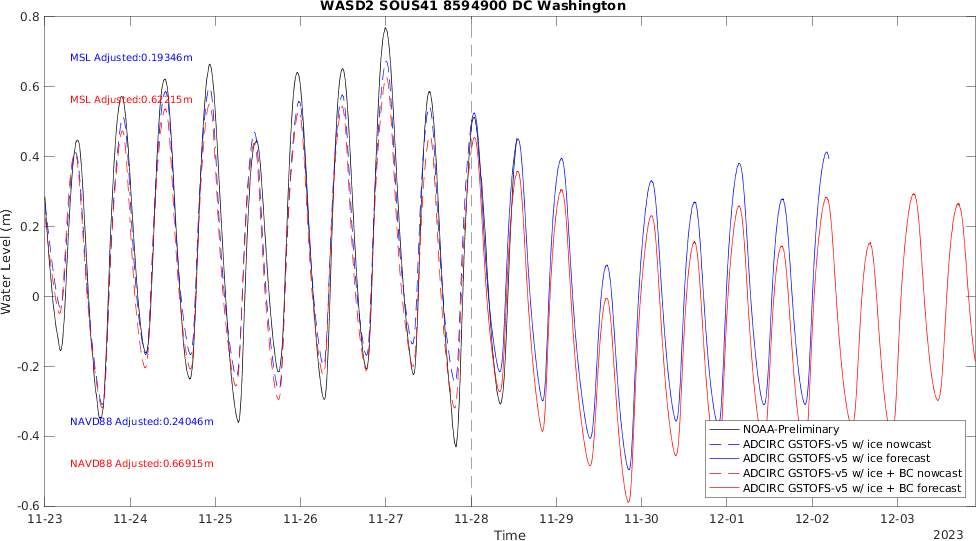 WASD2 SOUS41 8594900 DC Washington
0.8
0.6
0.4
0.2
0
-0.2
-0.4
-0.6
Water Level (m)
MSL Adjusted:0.19346m
MSL Adjusted:0.62215m
NAVD88 Adjusted:0.24046m
NAVD88 Adjusted:0.66915m
NOAA-Preliminary
ADCIRC GSTOFS-v5 w/ ice nowcast
ADCIRC GSTOFS-v5 w/ ice forecast
ADCIRC GSTOFS-v5 w/ ice + BC nowcast
ADCIRC GSTOFS-v5 w/ ice + BC forecast
11-23 11-24 11-25 11-26 11-27 11-28 11-29 11-30 12-01 12-02 12-03
Time
2023